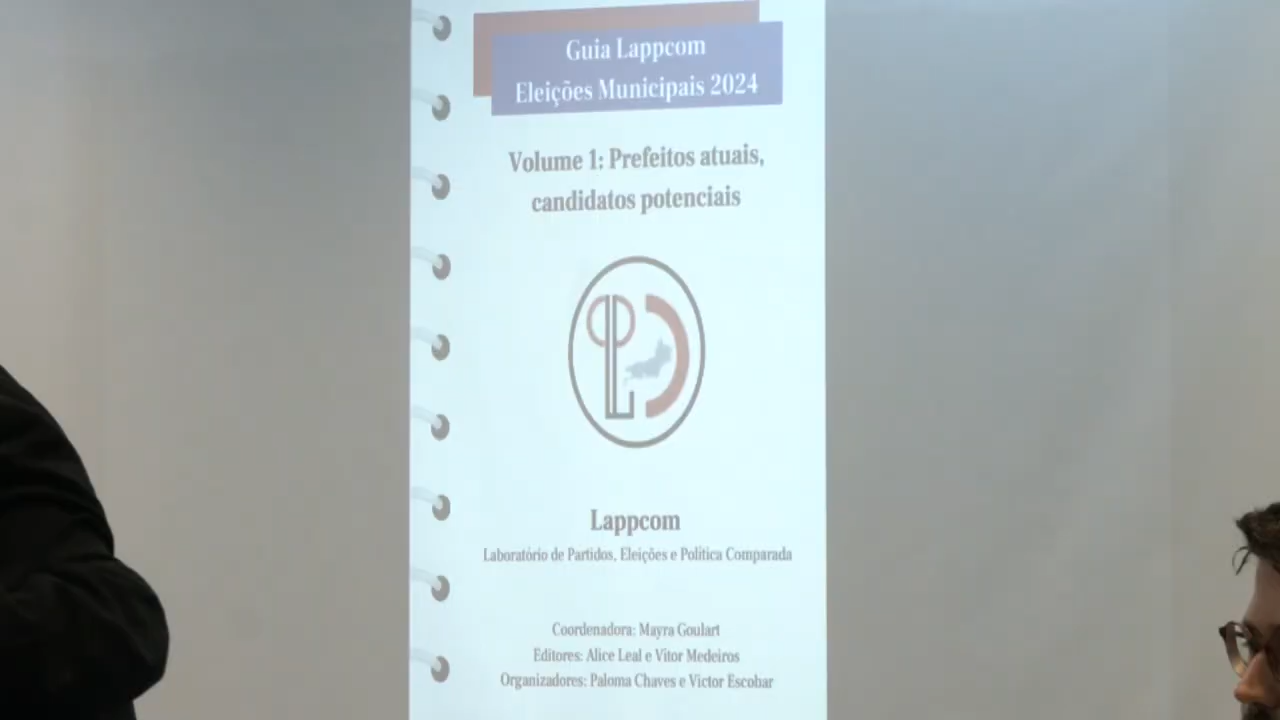 Guia Lappcom
Eleições Municipais 2024
Volume 1: Prefeitos atuais,
candidatos potenciais
Lappcom
Laboratório de Partidos, Eleições e Política Comparada
Coordenadora: Mayra Goulart
Editores: Alice Leal e Vitor Medeiros
Organizadores: Paloma Chaves e Victor Escobar